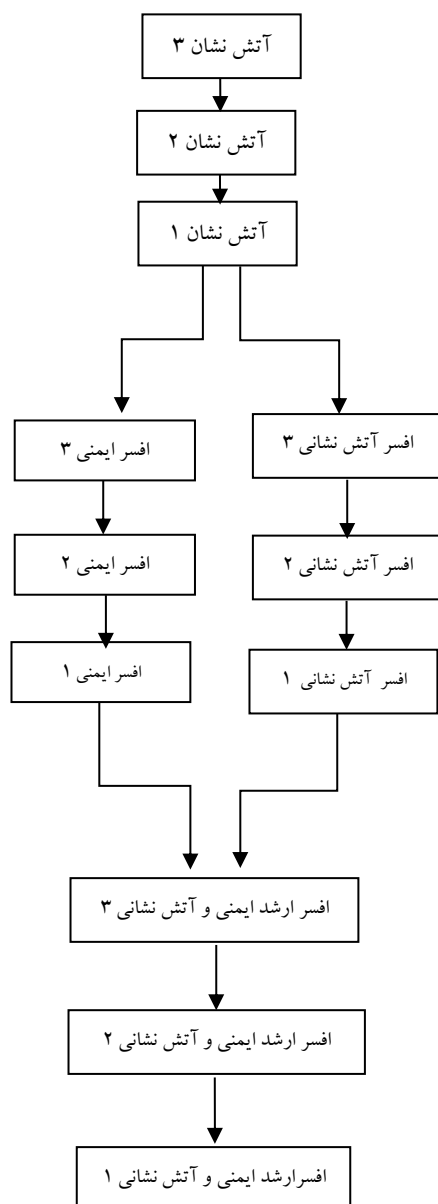 آتش نشان ۳
آتش نشان ۲
آتش نشان ۱
افسر آتش نشانی ۳
افسر ایمنی ۳
افسر آتش نشانی ۲
افسر ایمنی ۲
افسر آتش نشانی ۱
افسر ایمنی ۱
افسر ارشد ایمنی و آتش نشانی ۳
افسر ارشد ایمنی و آتش نشانی ۲
افسرارشد ایمنی و آتش نشانی ۱